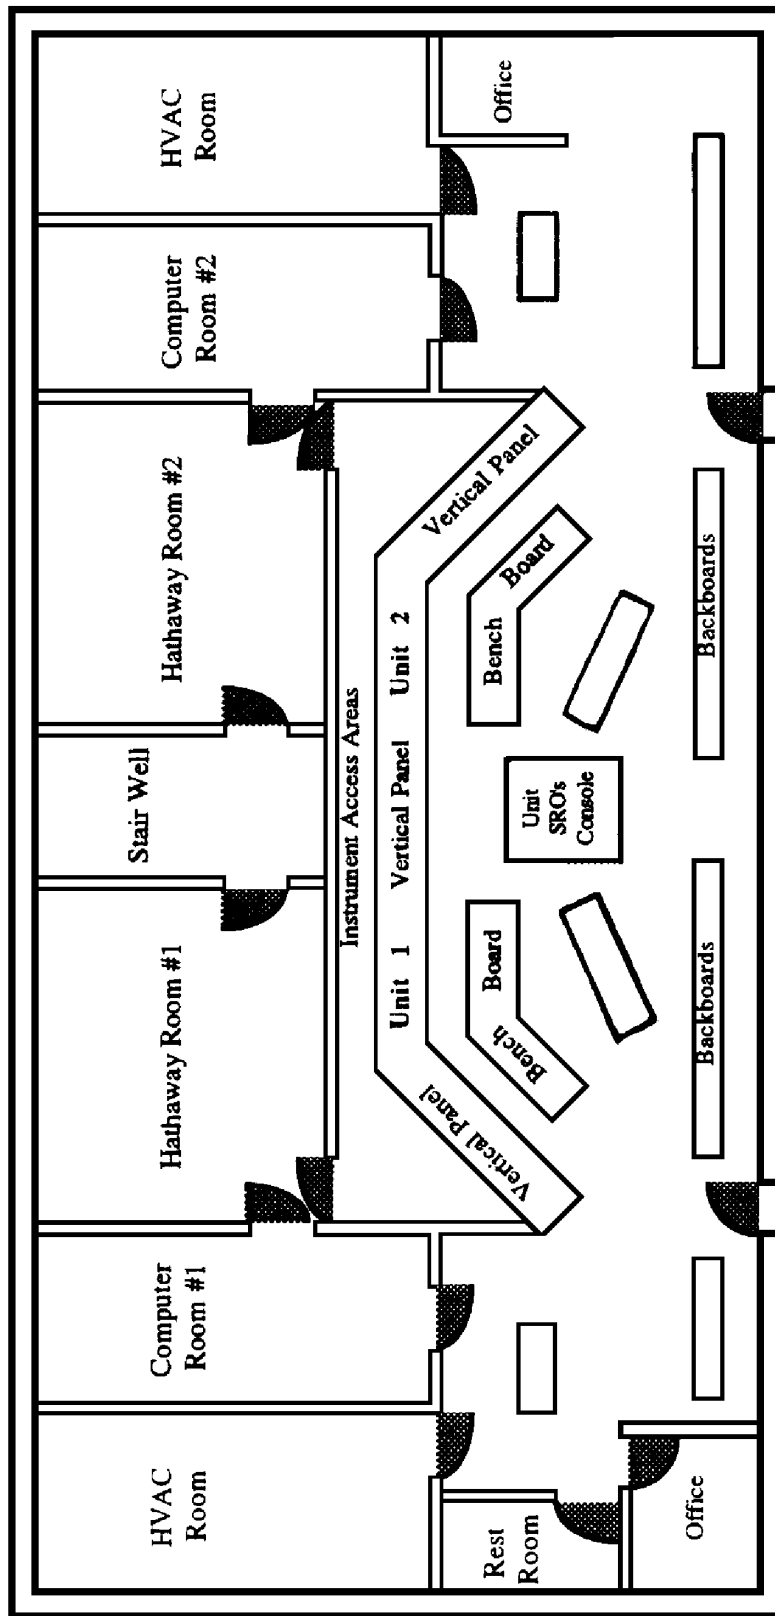 HVAC
Room
Computer
Room #1
Hathaway Room #1
Stair Well
Hathaway Room #2
Computer
Room #2
HVAC
Room
Instrument Access Areas
Vertical Panel
Unit 1 Vertical Panel Unit 2
Vertical Panel
Bench
Board
Bench
Board
Unit
SRO's
Console
Rest
Room
Office
Office
Backboards
Backboards